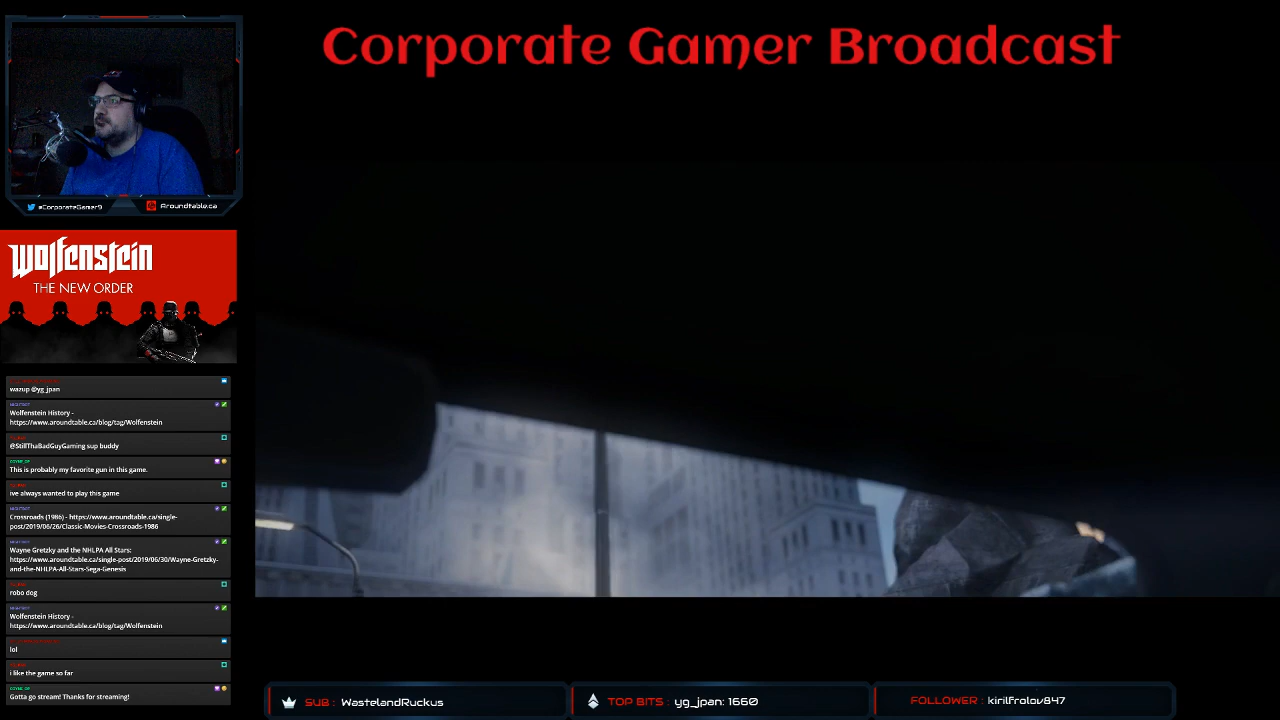 Corporate Gamer Broadcast
@CorporateGamer9
Aroundtable.ca
Wolfenstein
THE NEW ORDER
wazup @yg_jpan
Wolfenstein History -
https://www.aroundtable.ca/blog/tag/Wolfenstein
@StillThaBadGuyGaming sup buddy
This is probably my favorite gun in this game.
ive always wanted to play this game
Crossroads (1986) - https://www.aroundtable.ca/single-
post/2019/06/26/Classic-Movies-Crossroads-1986
Wayne Gretzky and the NHLPA All Stars:
https://www.aroundtable.ca/single-post/2019/06/30/Wayne-Gretzky-
and-the-NHLPA-All-Stars-Sega-Genesis
robo dog
Wolfenstein History -
https://www.aroundtable.ca/blog/tag/Wolfenstein
lol
i like the game so far
Gotta go stream! Thanks for streaming!
SUB : WastelandRuckus
TOP BITS : yg_jpan: 1660
FOLLOWER : kirilfrolov847